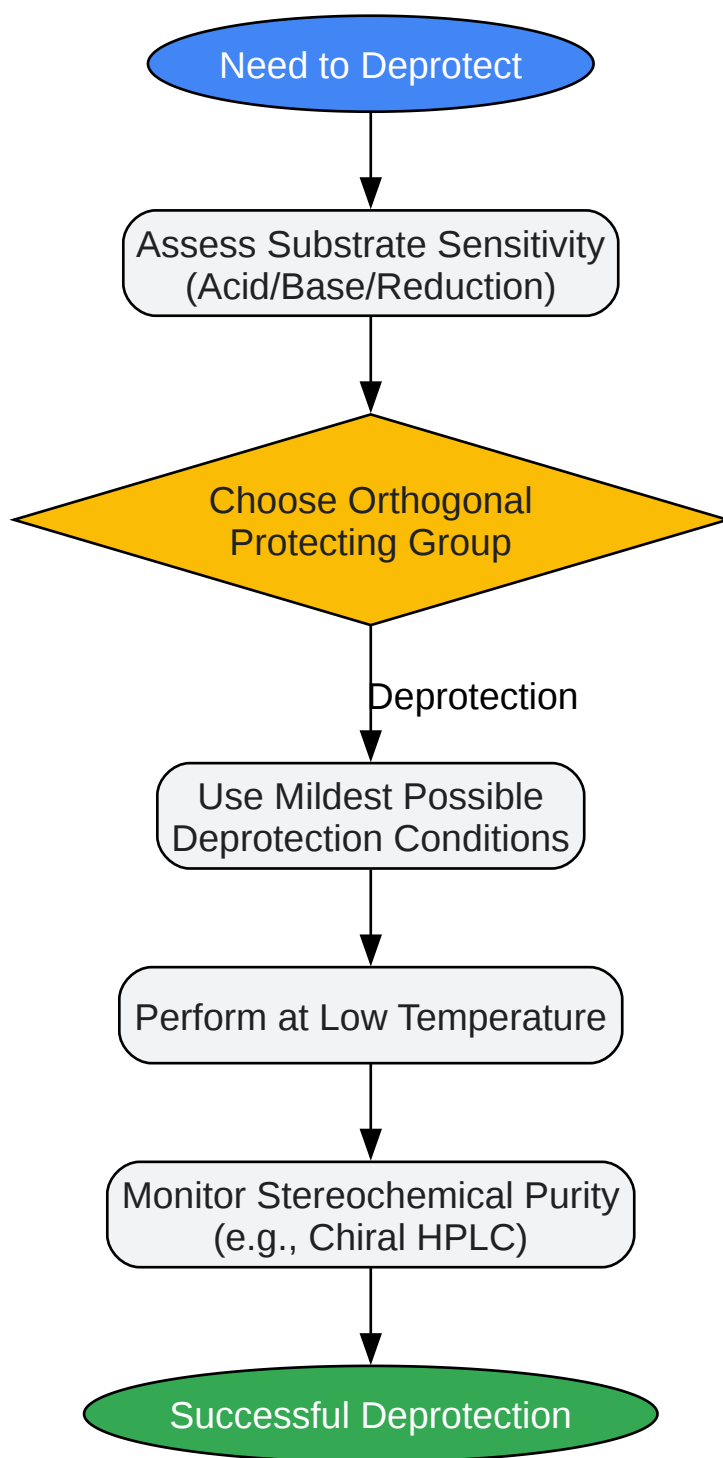 Need to Deprotect
Assess Substrate Sensitivity
(Acid/Base/Reduction)
Choose Orthogonal
Protecting Group
Deprotection
Use Mildest Possible
Deprotection Conditions
Perform at Low Temperature
Monitor Stereochemical Purity
(e.g., Chiral HPLC)
Successful Deprotection